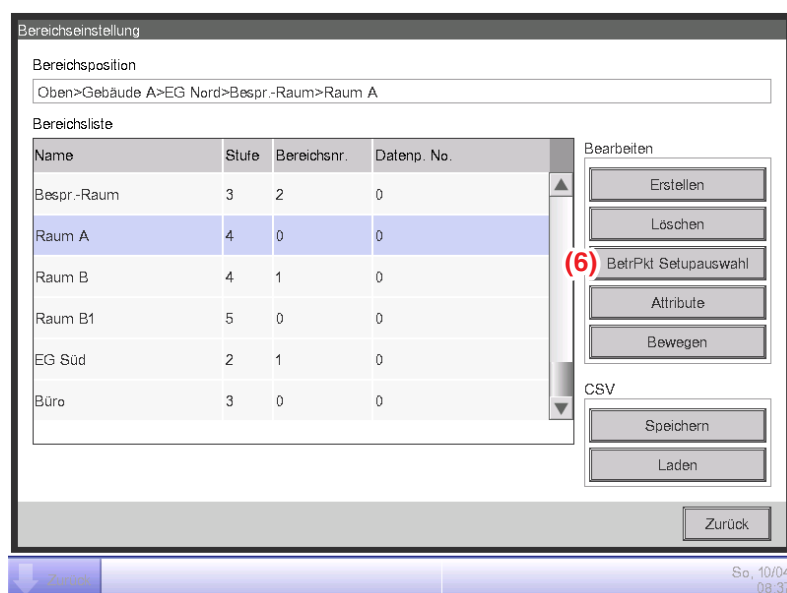 Bereichseinstellung
Bereichsposition
Oben>Gebäude A>EG Nord>Bespr.-Raum>Raum A
Bereichsliste
Name Stufe Bereichsnr. Datenp. No.
Bespr.-Raum 3 2 0
Raum A 4 0 0
Raum B 4 1 0
Raum B1 5 0 0
EG Süd 2 1 0
Büro 3 0 0
Bearbeiten
Erstellen
Löschen
(6) BetrPkt Setupauswahl
Attribute
Bewegen
CSV
Speichern
Laden
Zurück
Zurück
So, 10/04
08:37